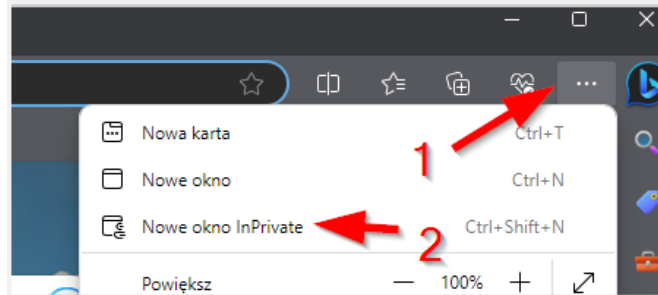 1
Nowa karta Ctrl+T
Nowe okno Ctrl+N
Nowe okno InPrivate Ctrl+Shift+N
2
Powiększ — 100% +